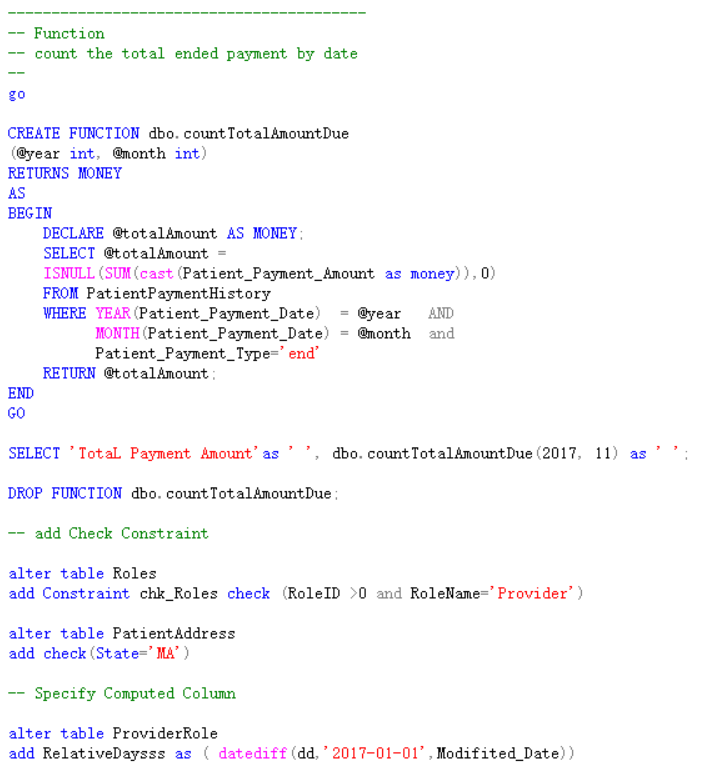 -----------------------------------------
-- Function
-- count the total ended payment by date
--
go
CREATE FUNCTION dbo.countTotalAmountDue
(@year int, @month int)
RETURNS MONEY
AS
BEGIN
DECLARE @totalAmount AS MONEY;
SELECT @totalAmount =
ISNULL(SUM(cast(Patient_Payment_Amount as money)),0)
FROM PatientPaymentHistory
WHERE YEAR(Patient_Payment_Date) = @year AND
MONTH(Patient_Payment_Date) = @month and
Patient_Payment_Type='end'
RETURN @totalAmount;
END
GO
SELECT 'TotaL Payment Amount'as ' ', dbo.countTotalAmountDue(2017, 11) as ' ';
DROP FUNCTION dbo.countTotalAmountDue;
-- add Check Constraint
alter table Roles
add Constraint chk_Roles check (RoleID >0 and RoleName='Provider')
alter table PatientAddress
add check(State='MA')
-- Specify Computed Column
alter table ProviderRole
add RelativeDaysss as ( datediff(dd,'2017-01-01',Modifited_Date))